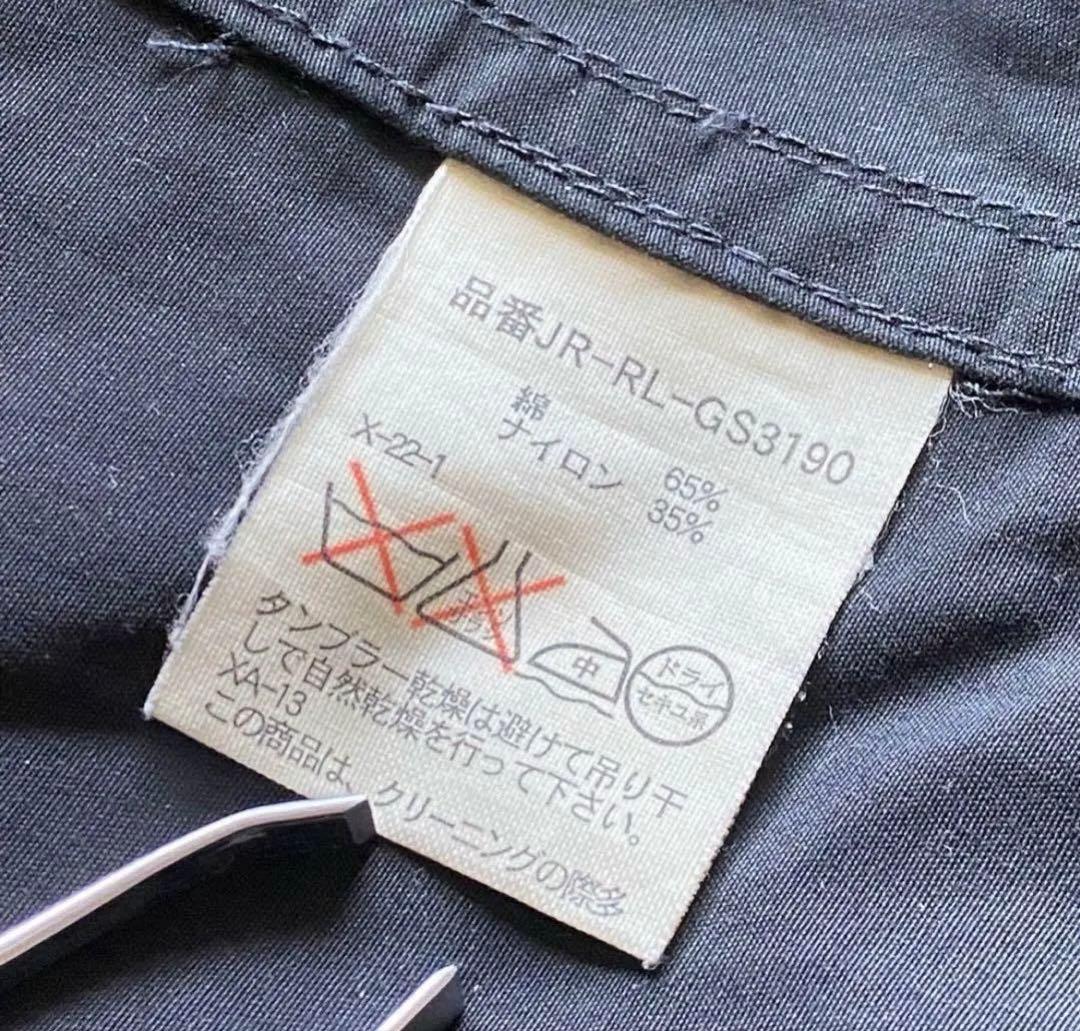 品番JR-RL-GS3190
綿 65%
ナイロン 35%
X-22-1
中
ドライ
セキユ系
タンブラー乾燥は避けて吊り干
しで自然乾燥を行って下さい。
XA-13
この商品は、クリーニングの際多